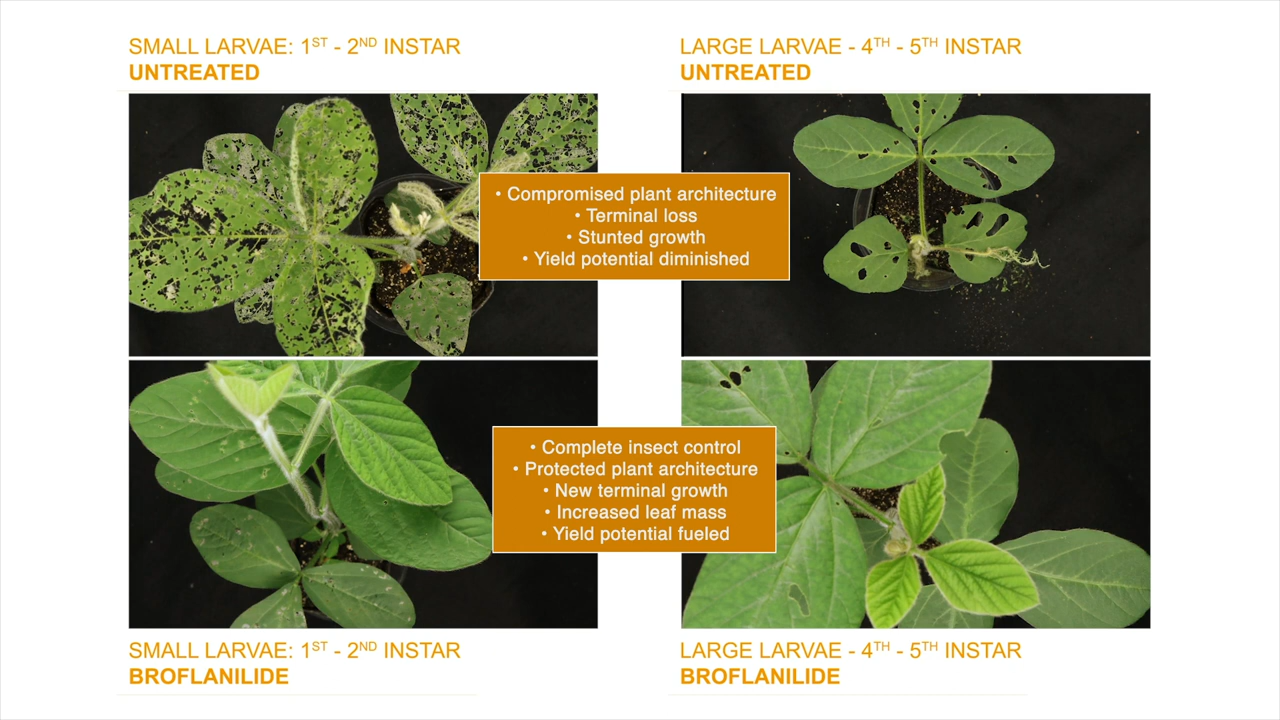 SMALL LARVAE: 1ST - 2ND INSTAR
UNTREATED
LARGE LARVAE - 4TH - 5TH INSTAR
UNTREATED
• Compromised plant architecture
• Terminal loss
• Stunted growth
• Yield potential diminished
• Complete insect control
• Protected plant architecture
• New terminal growth
• Increased leaf mass
• Yield potential fueled
SMALL LARVAE: 1ST - 2ND INSTAR
BROFLANILIDE
LARGE LARVAE - 4TH - 5TH INSTAR
BROFLANILIDE